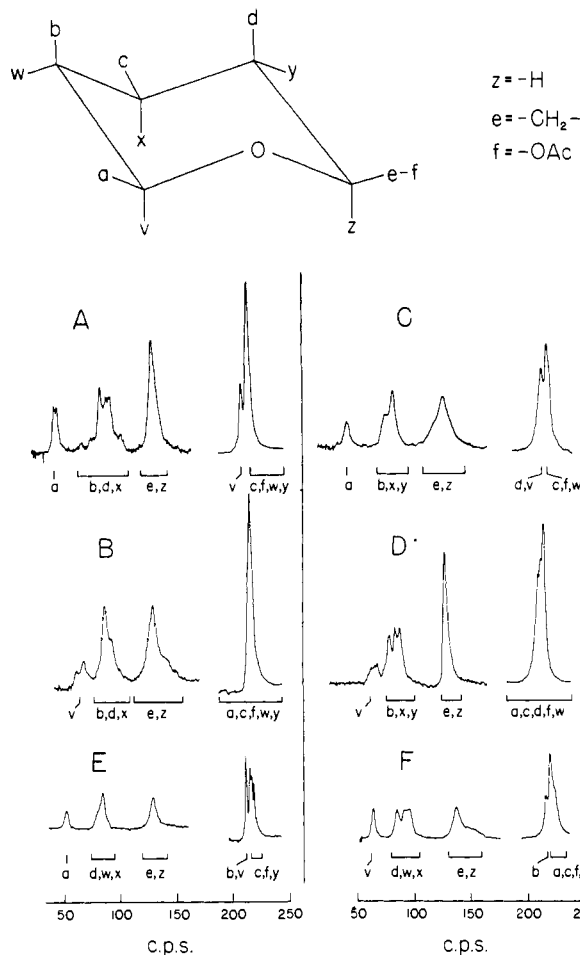 b
d
w
c
y
x
O
a
e-f
v
z
z = -H
e = -CH₂-
f = -OAc
A
a
b,d,x
e,z
v
c,f,w,y
C
a
b,x,y
e,z
d,v
c,f,w
B
v
b,d,x
e,z
a,c,f,w,y
D
v
b,x,y
e,z
a,c,d,f,w
E
a
d,w,x
e,z
b,v
c,f,y
F
v
d,w,x
e,z
b
a,c,f,
50 100 150 200 250
50 100 150 200
c.p.s.
c.p.s.